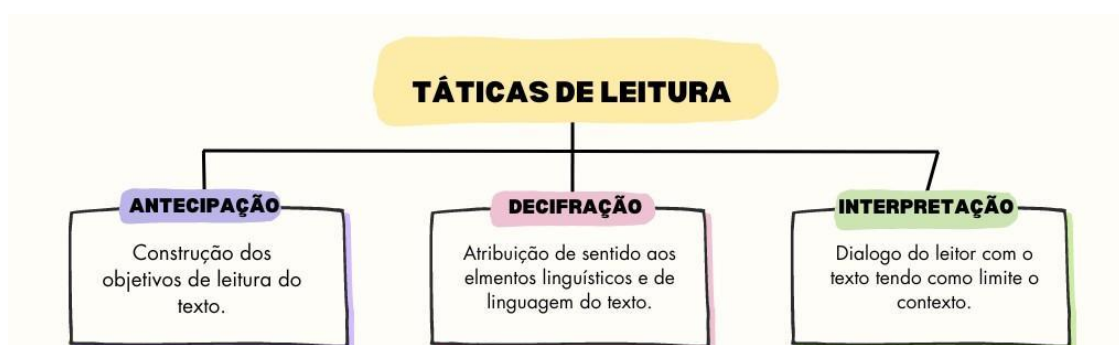 TÁTICAS DE LEITURA
ANTECIPAÇÃO
Construção dos
objetivos de leitura do
texto.
DECIFRAÇÃO
Atribuição de sentido aos
elmentos linguísticos e de
linguagem do texto.
INTERPRETAÇÃO
Dialogo do leitor com o
texto tendo como limite o
contexto.